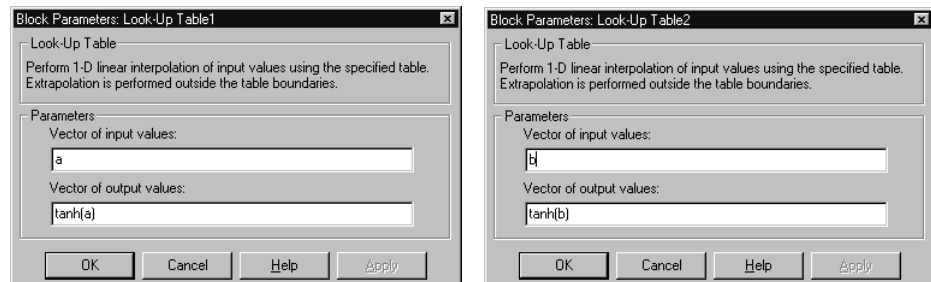 Block Parameters: Look-Up Table1
Look-Up Table
Perform 1-D linear interpolation of input values using the specified table.
Extrapolation is performed outside the table boundaries.
Parameters
Vector of input values:
a
Vector of output values:
tanh(a)
OK Cancel Help Apply
Block Parameters: Look-Up Table2
Look-Up Table
Perform 1-D linear interpolation of input values using the specified table.
Extrapolation is performed outside the table boundaries.
Parameters
Vector of input values:
b
Vector of output values:
tanh(b)
OK Cancel Help Apply